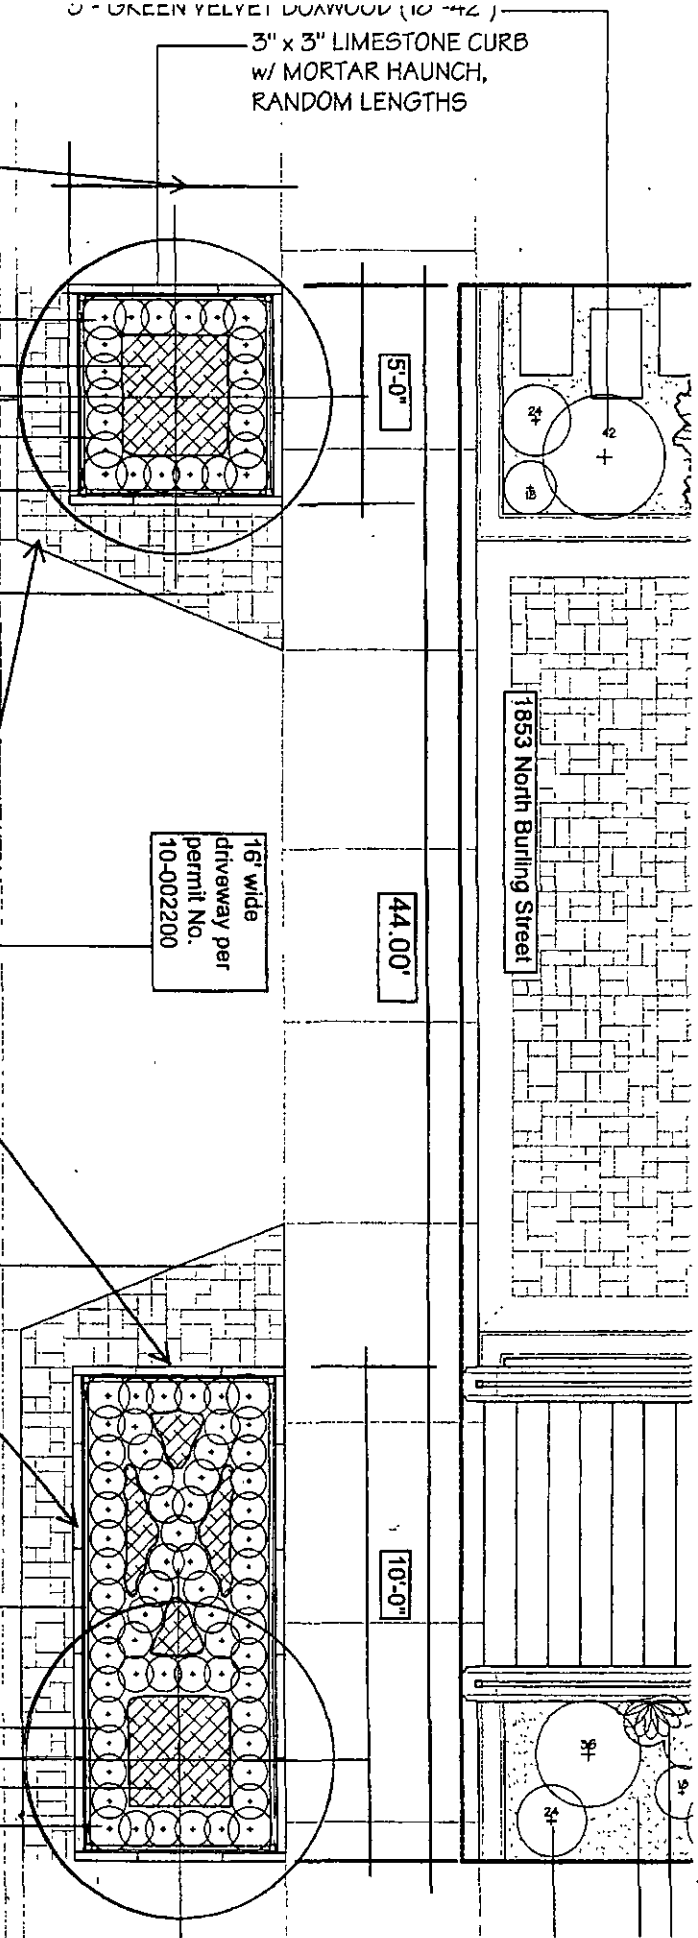 3" x 3" LIMESTONE CURB
w/ MORTAR HAUNCH,
RANDOM LENGTHS
5'-0"
24
42
18
1853 North Burling Street
16' wide
driveway per
permit No.
10-002200
44.00'
10'-0"
36
24